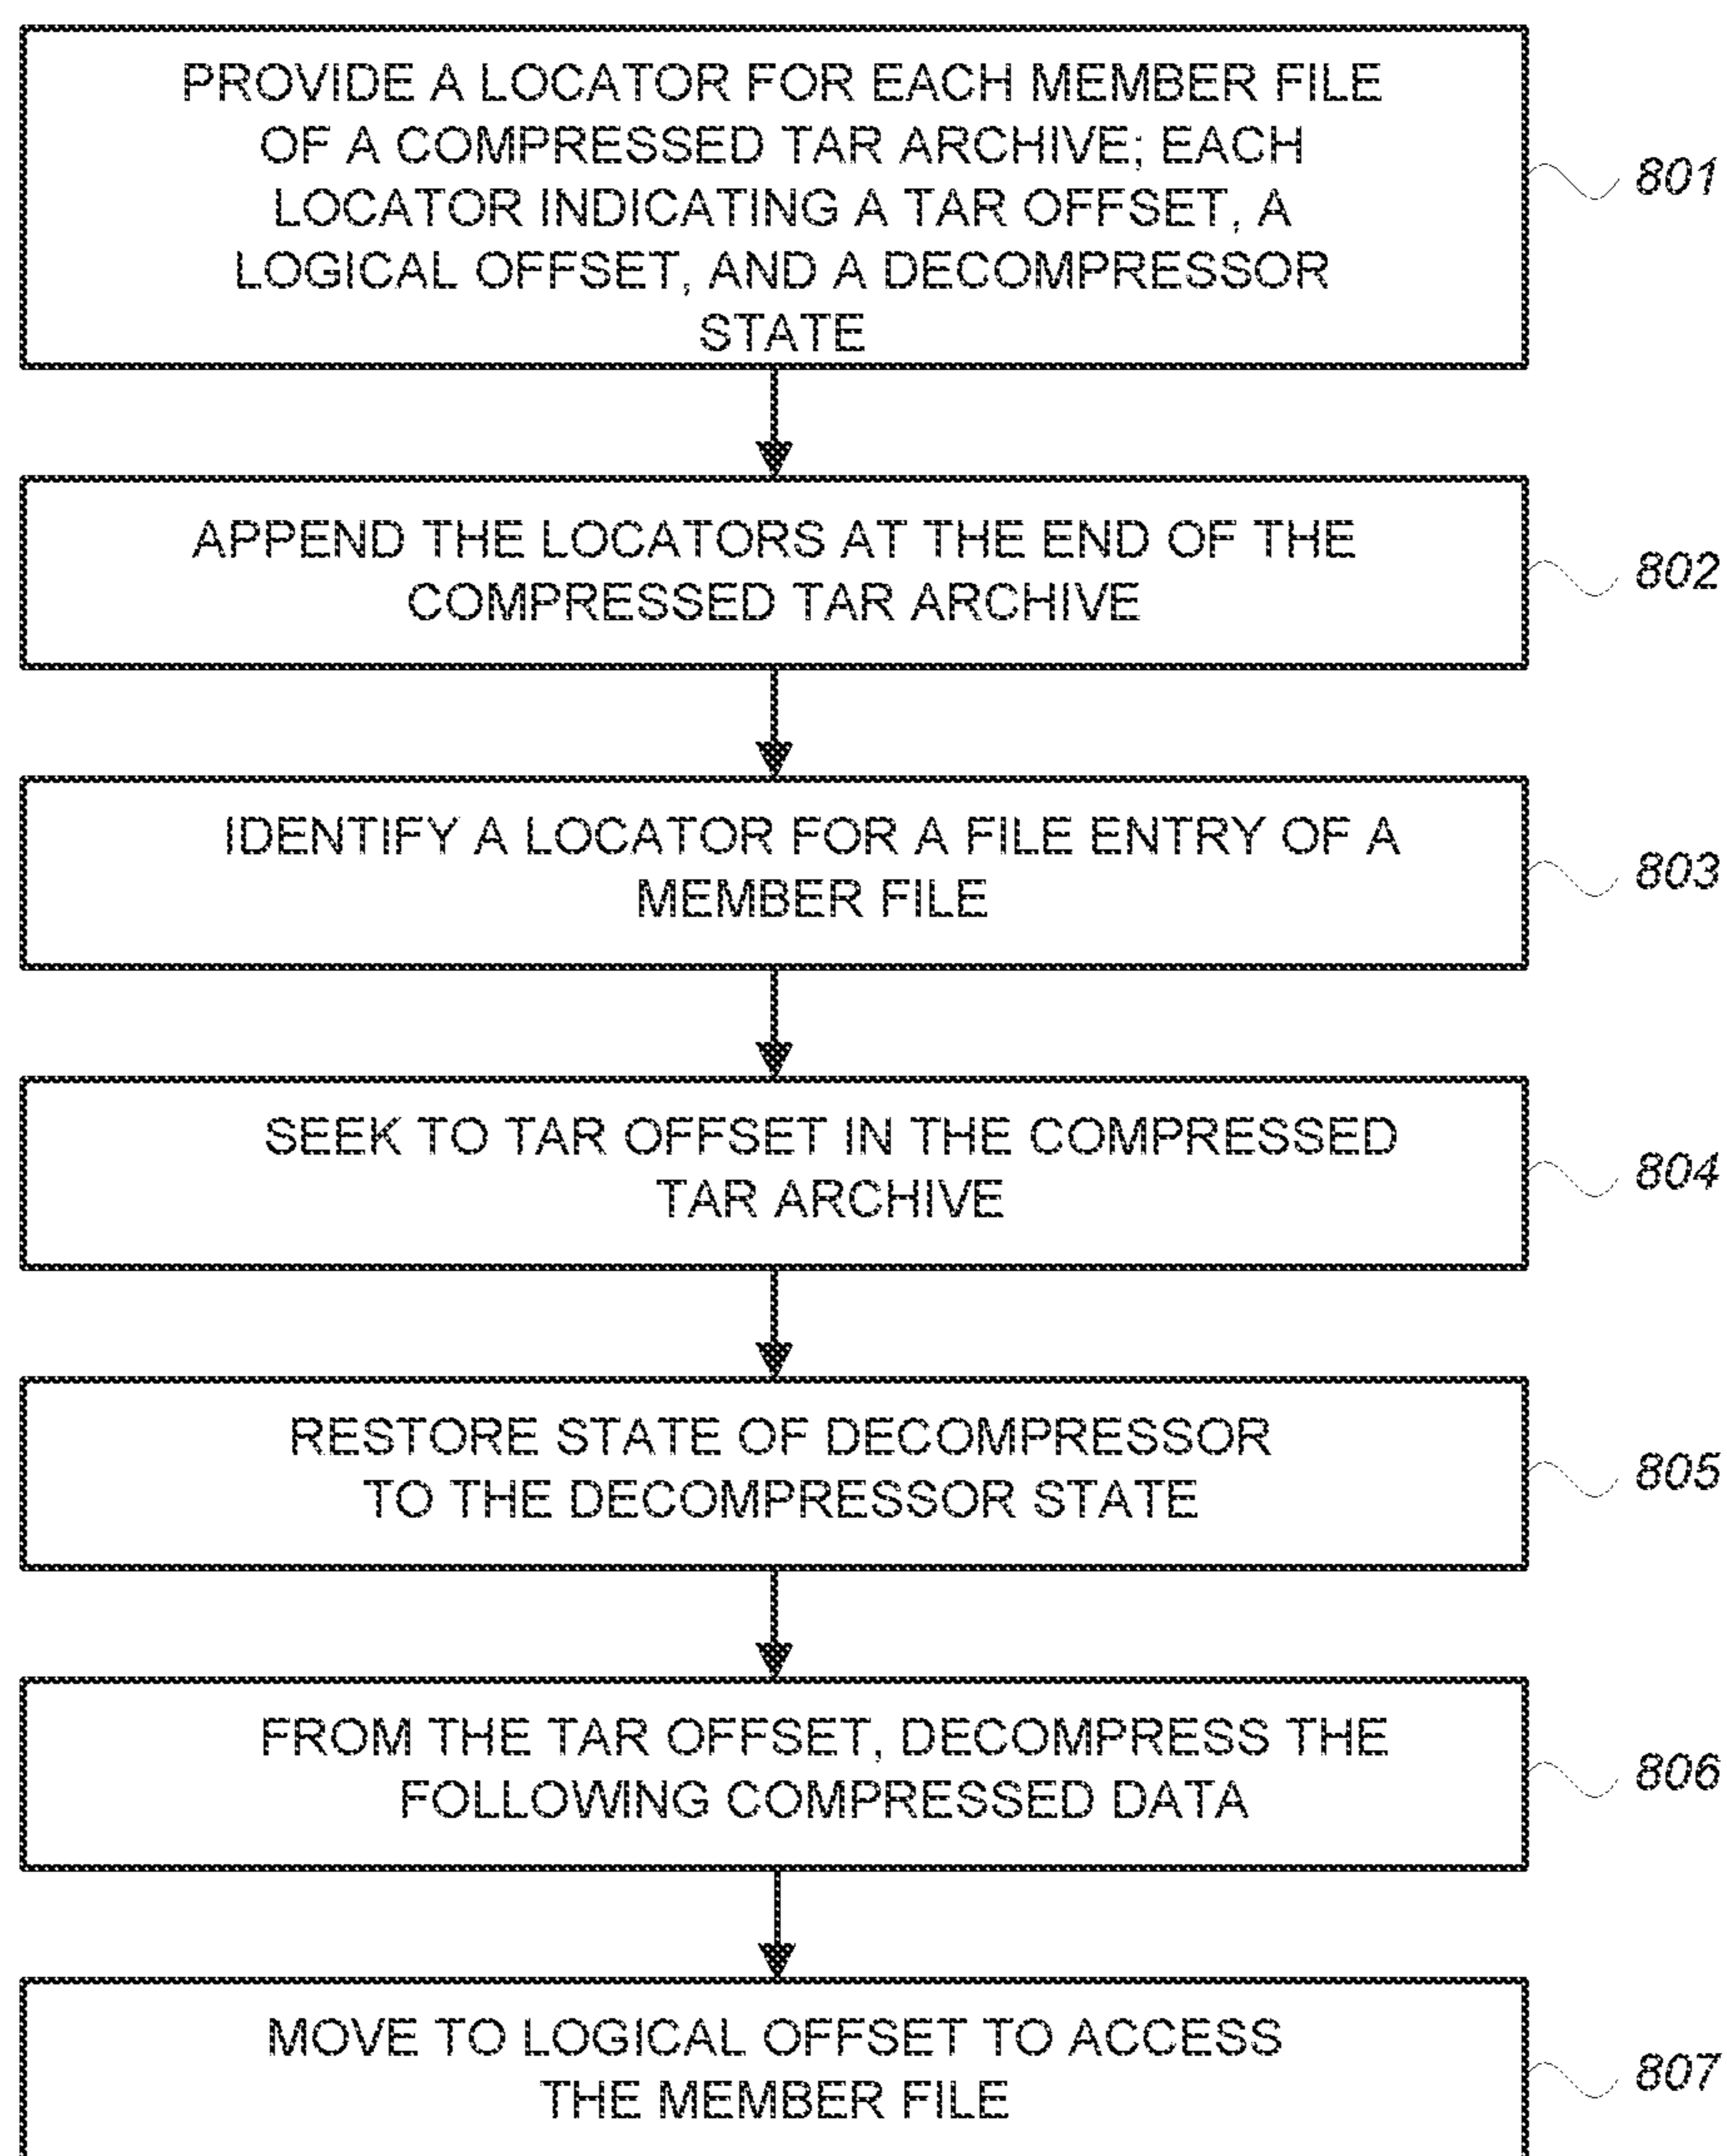 PROVIDE A LOCATOR FOR EACH MEMBER FILE
OF A COMPRESSED TAR ARCHIVE; EACH
LOCATOR INDICATING A TAR OFFSET, A
LOGICAL OFFSET, AND A DECOMPRESSOR
STATE
801
APPEND THE LOCATORS AT THE END OF THE
COMPRESSED TAR ARCHIVE
802
IDENTIFY A LOCATOR FOR A FILE ENTRY OF A
MEMBER FILE
803
SEEK TO TAR OFFSET IN THE COMPRESSED
TAR ARCHIVE
804
RESTORE STATE OF DECOMPRESSOR
TO THE DECOMPRESSOR STATE
805
FROM THE TAR OFFSET, DECOMPRESS THE
FOLLOWING COMPRESSED DATA
806
MOVE TO LOGICAL OFFSET TO ACCESS
THE MEMBER FILE
807